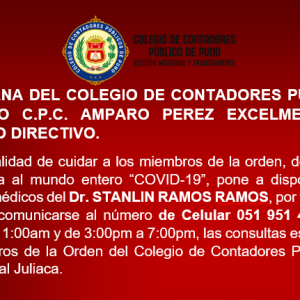 COLEGIO DE CONTADORES
PÚBLICO DE PUNO
GESTIÓN MODERNA Y TRANSPARENTE
ANA DEL COLEGIO DE CONTADORES P
O C.P.C. AMPARO PEREZ EXCELME
O DIRECTIVO.
alidad de cuidar a los miembros de la orden, d
a al mundo entero “COVID-19”, pone a disp
médicos del Dr. STANLIN RAMOS RAMOS, por
comunicarse al número de Celular 051 951 4
1:00am y de 3:00pm a 7:00pm, las consultas es
ros de la Orden del Colegio de Contadores P
al Juliaca.